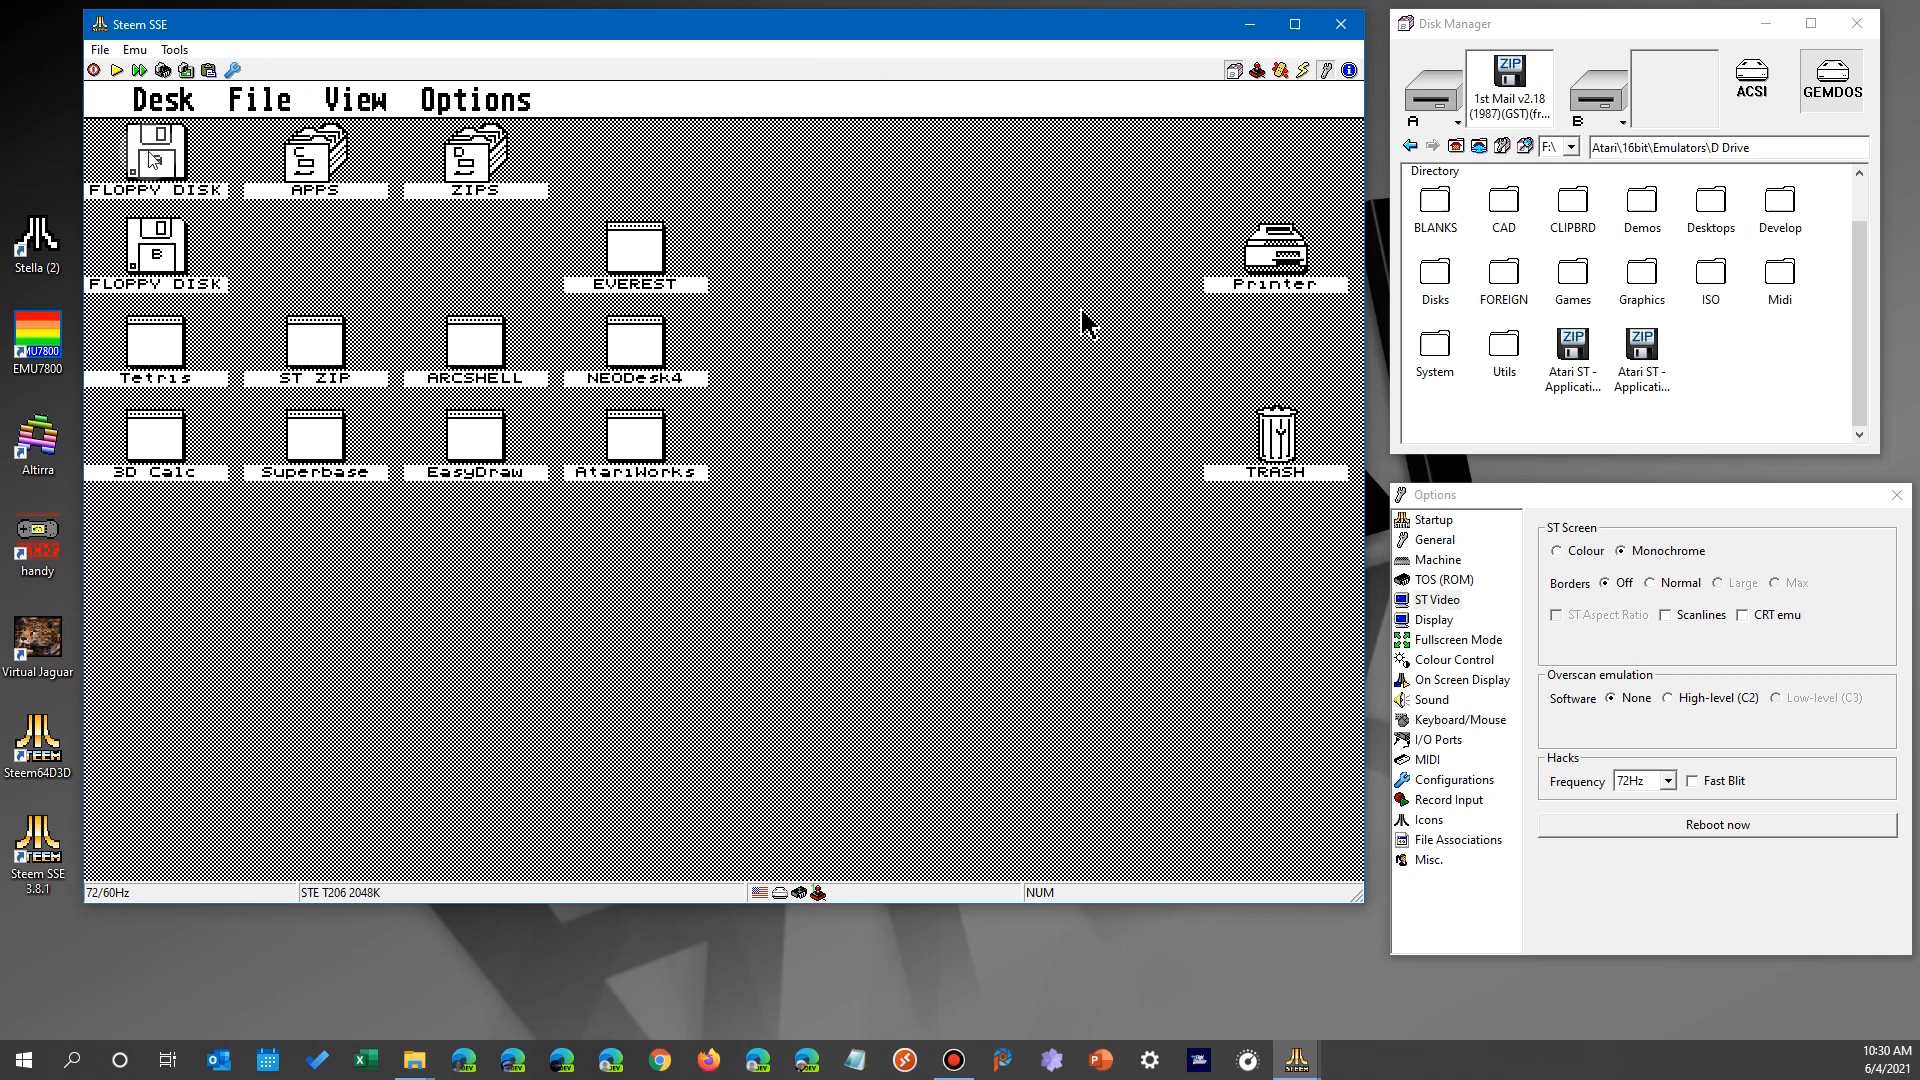 Steem SSE
File Emu Tools
Desk File View Options
FLOPPY DISK APPS ZIPS
FLOPPY DISK EVEREST Printer
Tetris ST ZIP ARCSHELL NEODesk4
3D Calc Superbase EasyDraw AtariWorks TRASH
72/60Hz STE T206 2048K NUM
Stella (2)
EMU7800
Altirra
handy
Virtual Jaguar
Steem64D3D
Steem SSE
3.8.1
Disk Manager
A
ZIP
1st Mail v2.18
(1987)(GST)(fr...
B
ACSI
GEMDOS
F:\ Atari\16bit\Emulators\D Drive
Directory
BLANKS CAD CLIPBRD Demos Desktops Develop
Disks FOREIGN Games Graphics ISO Midi
ZIP ZIP
System Utils Atari ST - Atari ST -
Applicati... Applicati...
Options
Startup
General
Machine
TOS (ROM)
ST Video
Display
Fullscreen Mode
Colour Control
On Screen Display
Sound
Keyboard/Mouse
I/O Ports
MIDI
Configurations
Record Input
Icons
File Associations
Misc.
ST Screen
Colour Monochrome
Borders Off Normal Large Max
ST Aspect Ratio Scanlines CRT emu
Overscan emulation
Software None High-level (C2) Low-level (C3)
Hacks
Frequency 72Hz Fast Blit
Reboot now
10:30 AM
6/4/2021